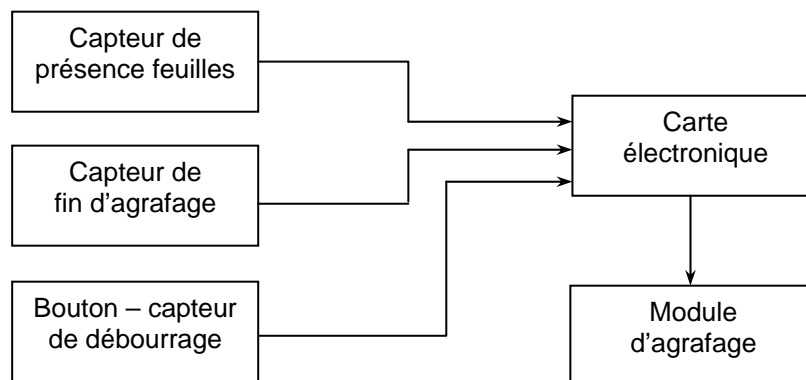 Capteur de
présence feuilles
Capteur de
fin d'agrafage
Bouton – capteur
de débourrage
Carte
électronique
Module
d'agrafage